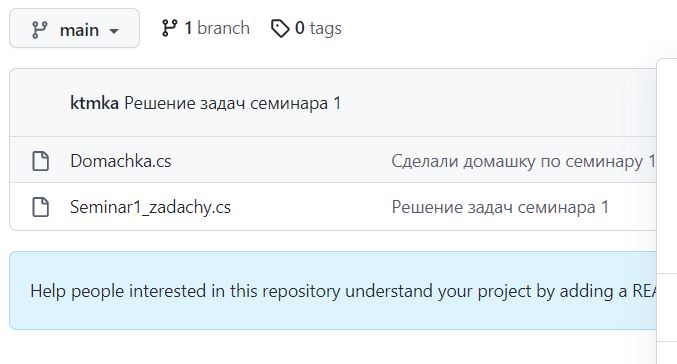 main 1 branch 0 tags
ktmka Решение задач семинара 1
Domachka.cs Сделали домашку по семинару 1
Seminar1_zadachy.cs Решение задач семинара 1
Help people interested in this repository understand your project by adding a